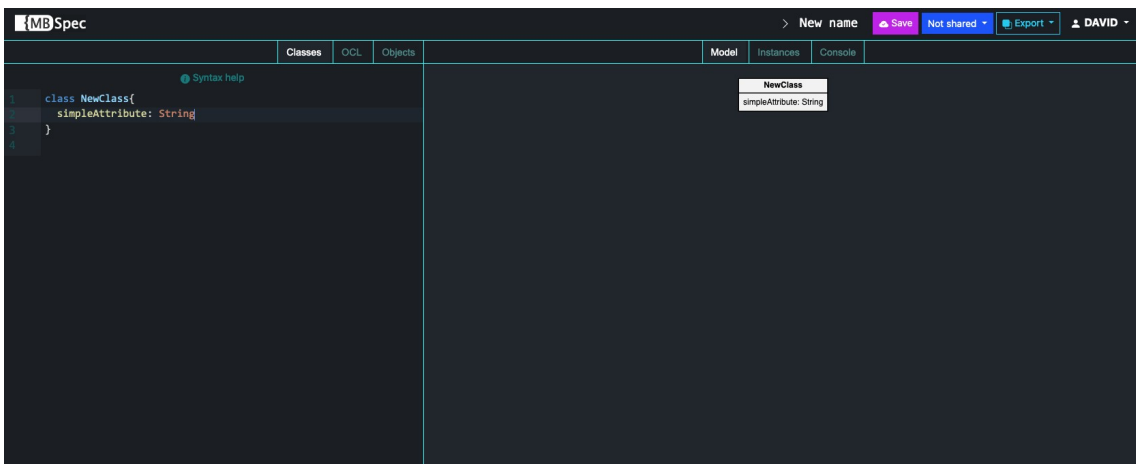 {MB}Spec
> New name Save Not shared Export DAVID
Classes OCL Objects
Model Instances Console
Syntax help
1 class NewClass{
2 simpleAttribute: String
3 }
4
NewClass
simpleAttribute: String